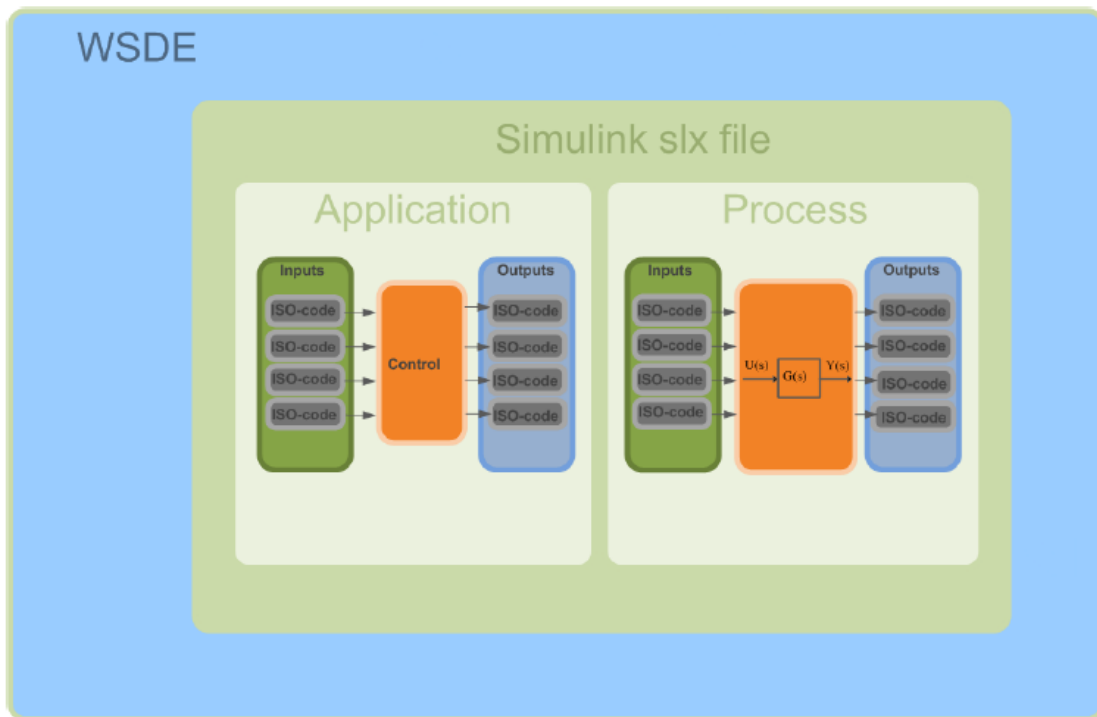 WSDE
Simulink slx file
Application
Inputs
ISO-code
ISO-code
ISO-code
ISO-code
Control
Outputs
ISO-code
ISO-code
ISO-code
ISO-code
Process
Inputs
ISO-code
ISO-code
ISO-code
ISO-code
U(s)
G(s)
Y(s)
Outputs
ISO-code
ISO-code
ISO-code
ISO-code